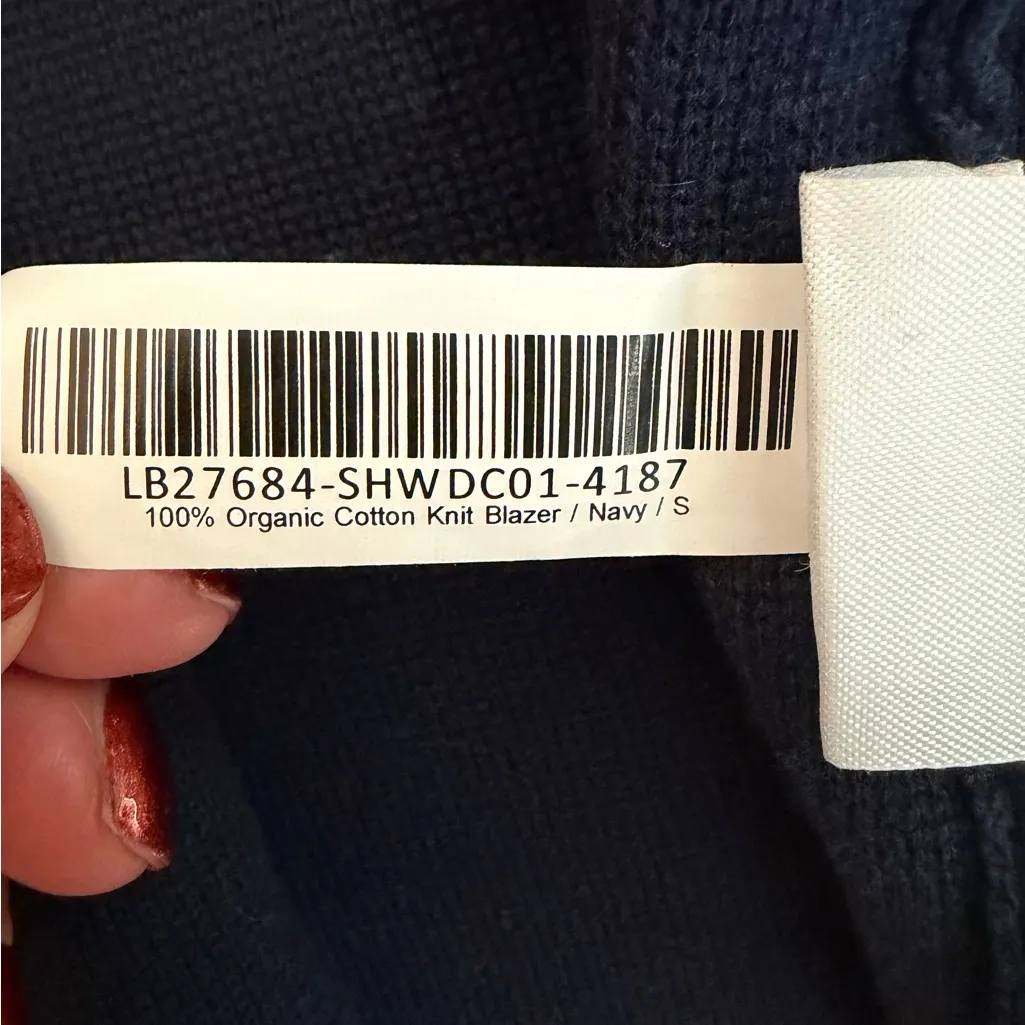 LB27684-SHWDC01-4187
100% Organic Cotton Knit Blazer / Navy / S